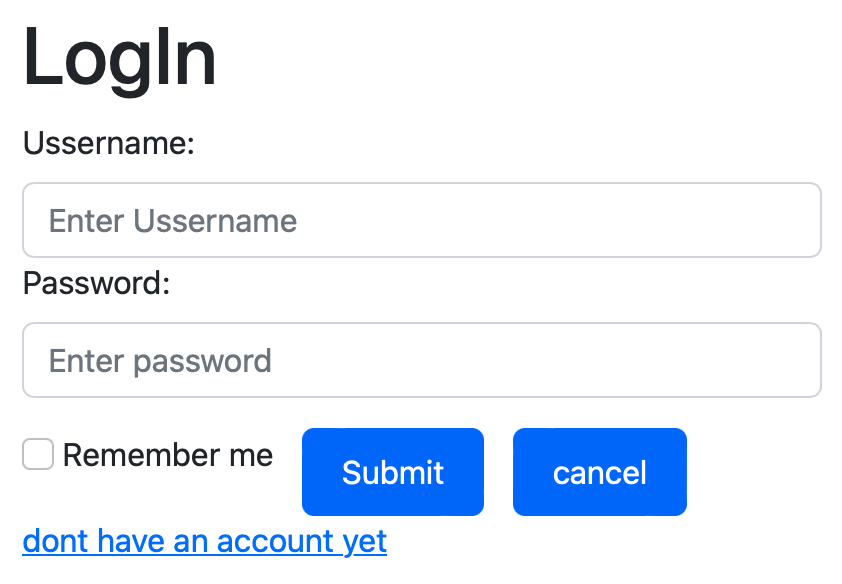 LogIn
Ussername:
Enter Ussername
Password:
Enter password
Remember me Submit cancel
dont have an account yet